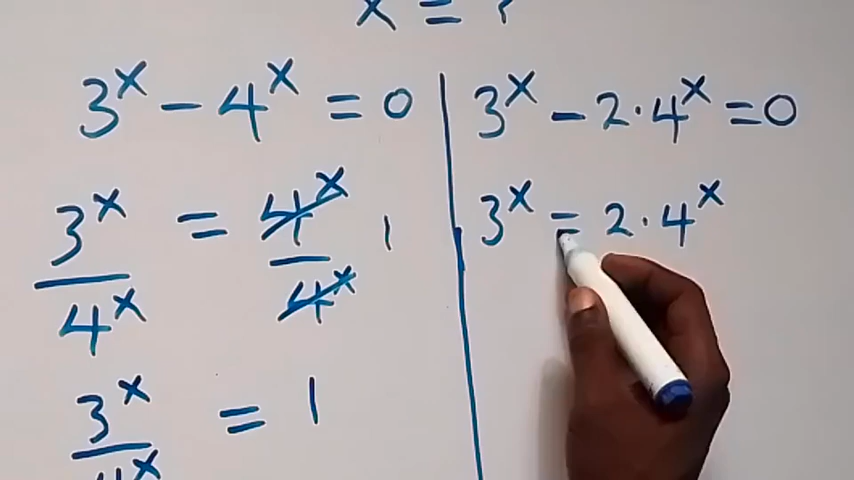 x = ?
3^x - 4^x = 0
3^x/4^x = 4^x/4^x 1
3^x/4^x = 1
3^x - 2·4^x = 0
3^x = 2·4^x